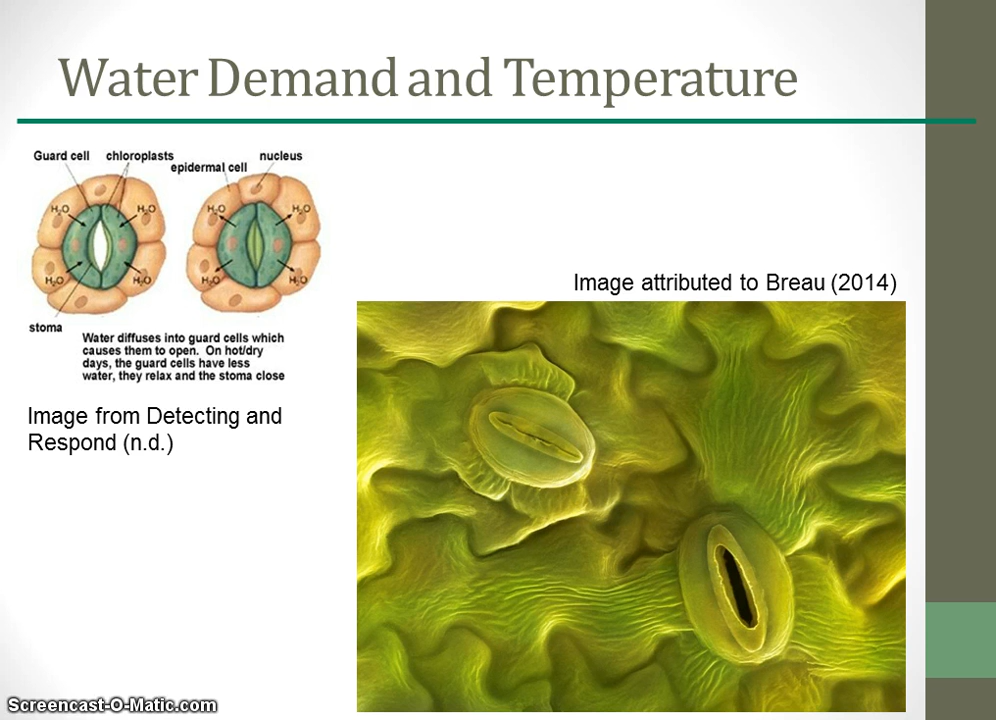 Water Demand and Temperature
Guard cell chloroplasts nucleus
epidermal cell
H₂O H₂O H₂O H₂O
H₂O H₂O H₂O H₂O
stoma
Water diffuses into guard cells which
causes them to open. On hot/dry
days, the guard cells have less
water, they relax and the stoma close
Image from Detecting and
Respond (n.d.)
Image attributed to Breau (2014)
Screencast-O-Matic.com